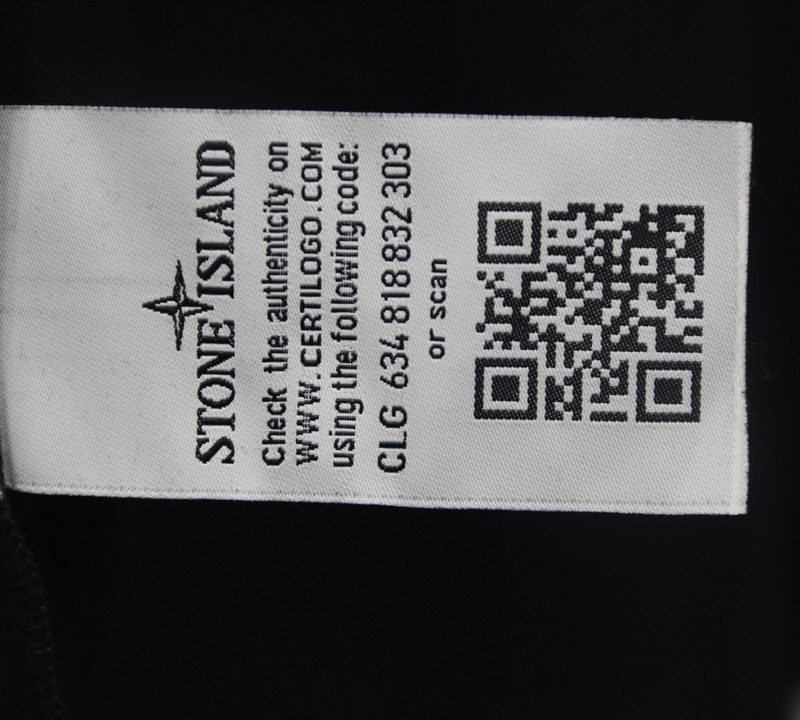 STONE ISLAND
Check the authenticity on
WWW.CERTILOGO.COM
using the following code:
CLG 634 818 832 303
or scan